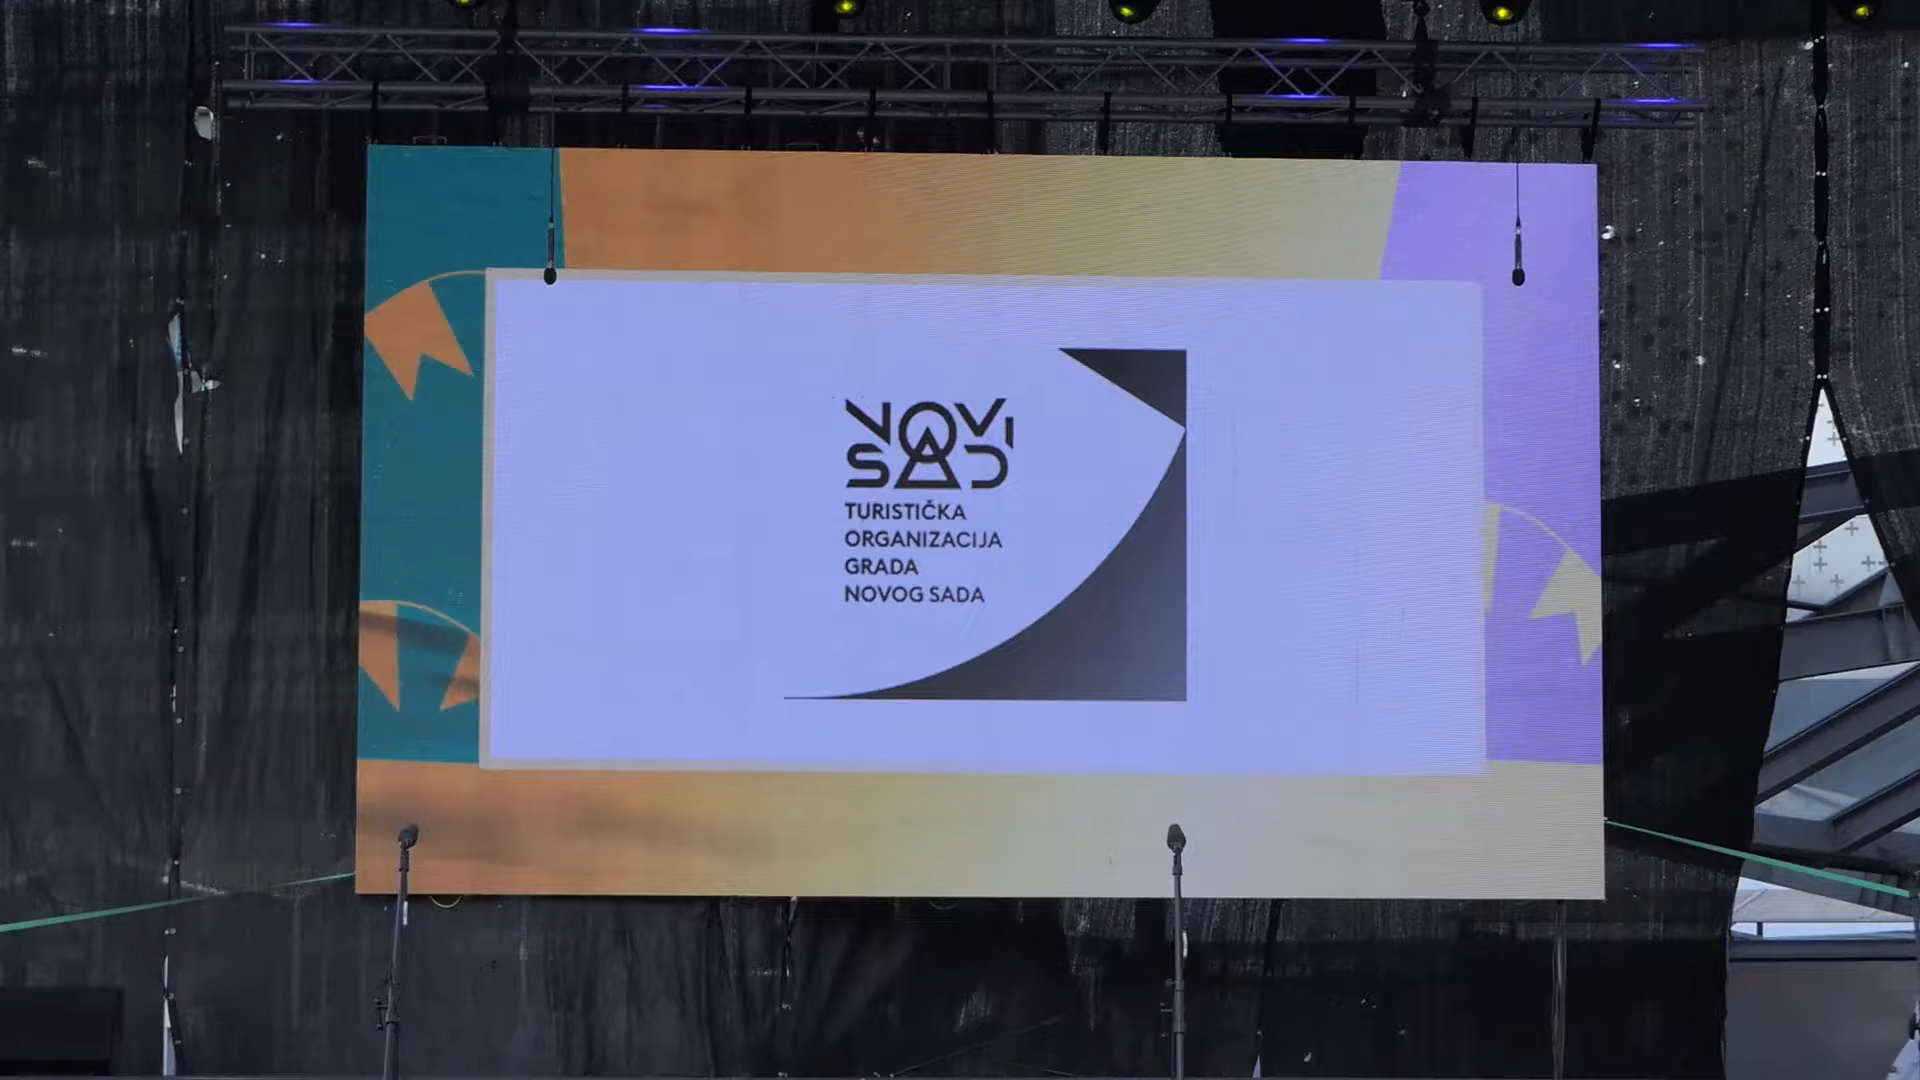 NOVI
SAD
TURISTIČKA
ORGANIZACIJA
GRADA
NOVOG SADA